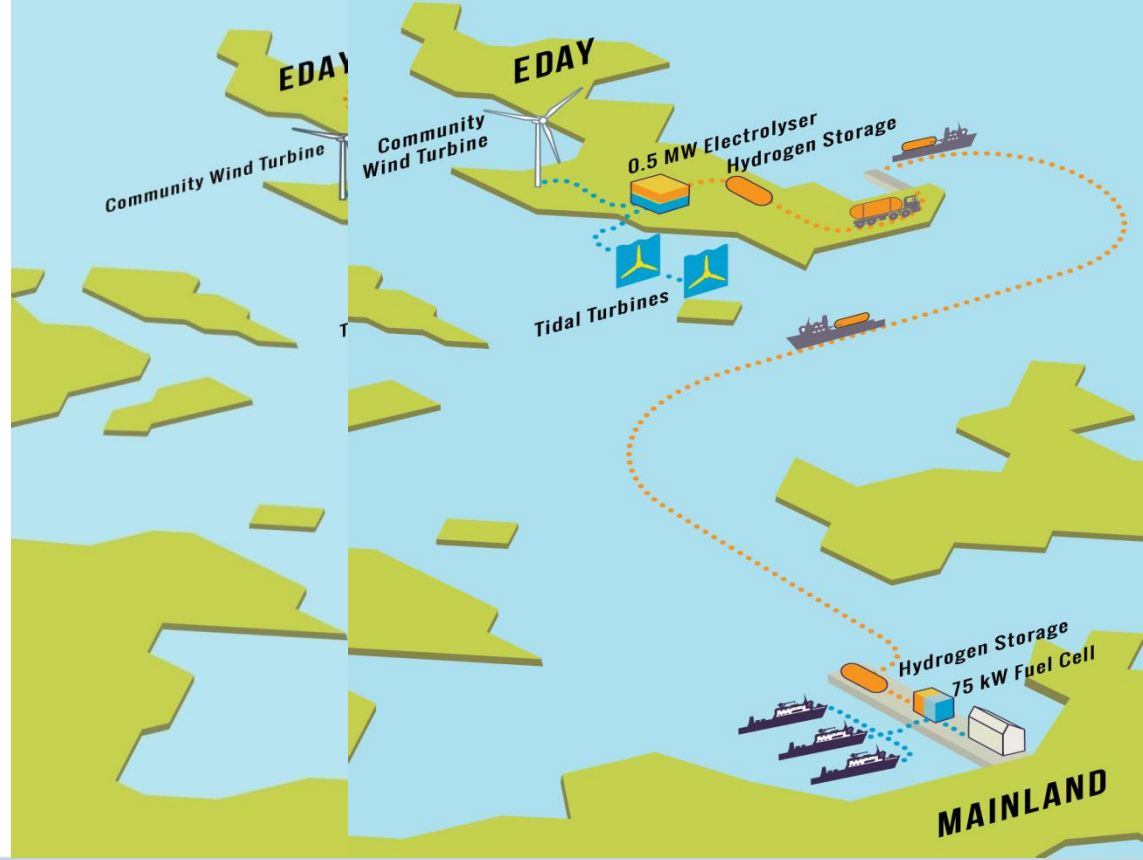 EDAY
Community Wind Turbine
EDAY
Community
Wind Turbine
0.5 MW Electrolyser
Hydrogen Storage
Tidal Turbines
Hydrogen Storage
75 kW Fuel Cell
MAINLAND